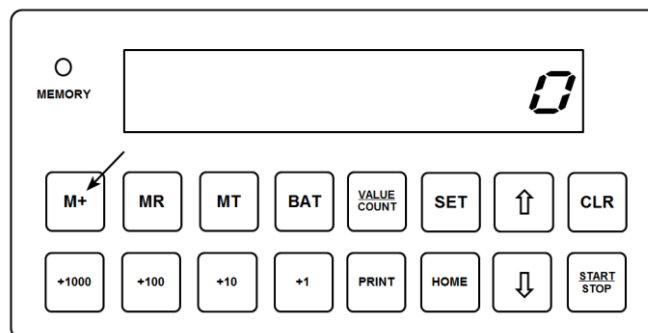 0
MEMORY
M+ MR MT BAT VALUE COUNT SET ⇧ CLR
+1000 +100 +10 +1 PRINT HOME ⇩ START STOP